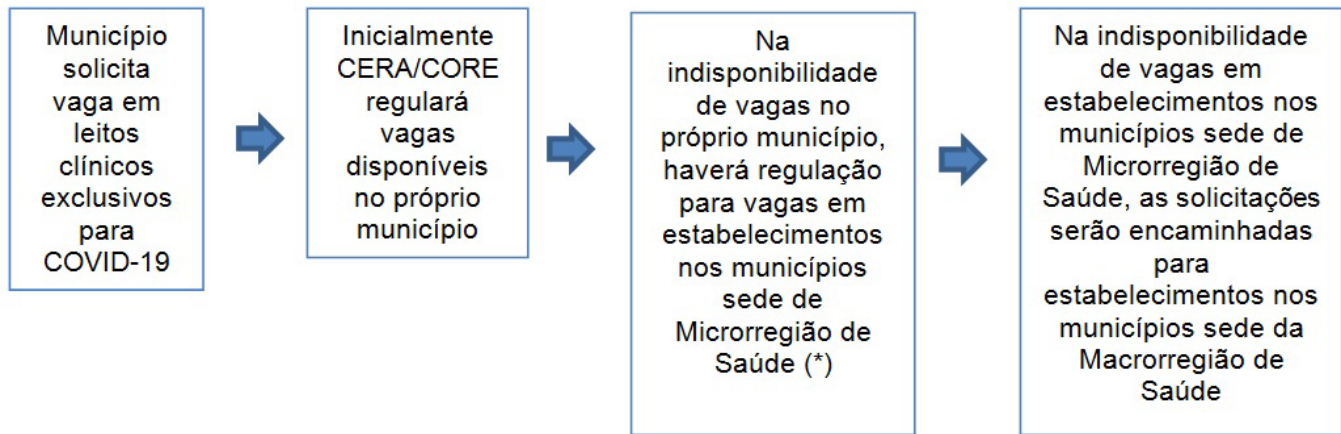 Município
solicita
vaga em
leitos
clínicos
exclusivos
para
COVID-19
Inicialmente
CERA/CORE
regulará
vagas
disponíveis
no próprio
município
Na
indisponibilidade
de vagas no
próprio município,
haverá regulação
para vagas em
estabelecimentos
nos municípios
sede de
Microrregião de
Saúde (*)
Na indisponibilidade
de vagas em
estabelecimentos nos
municípios sede de
Microrregião de
Saúde, as solicitações
serão encaminhadas
para
estabelecimentos nos
municípios sede da
Macrorregião de
Saúde